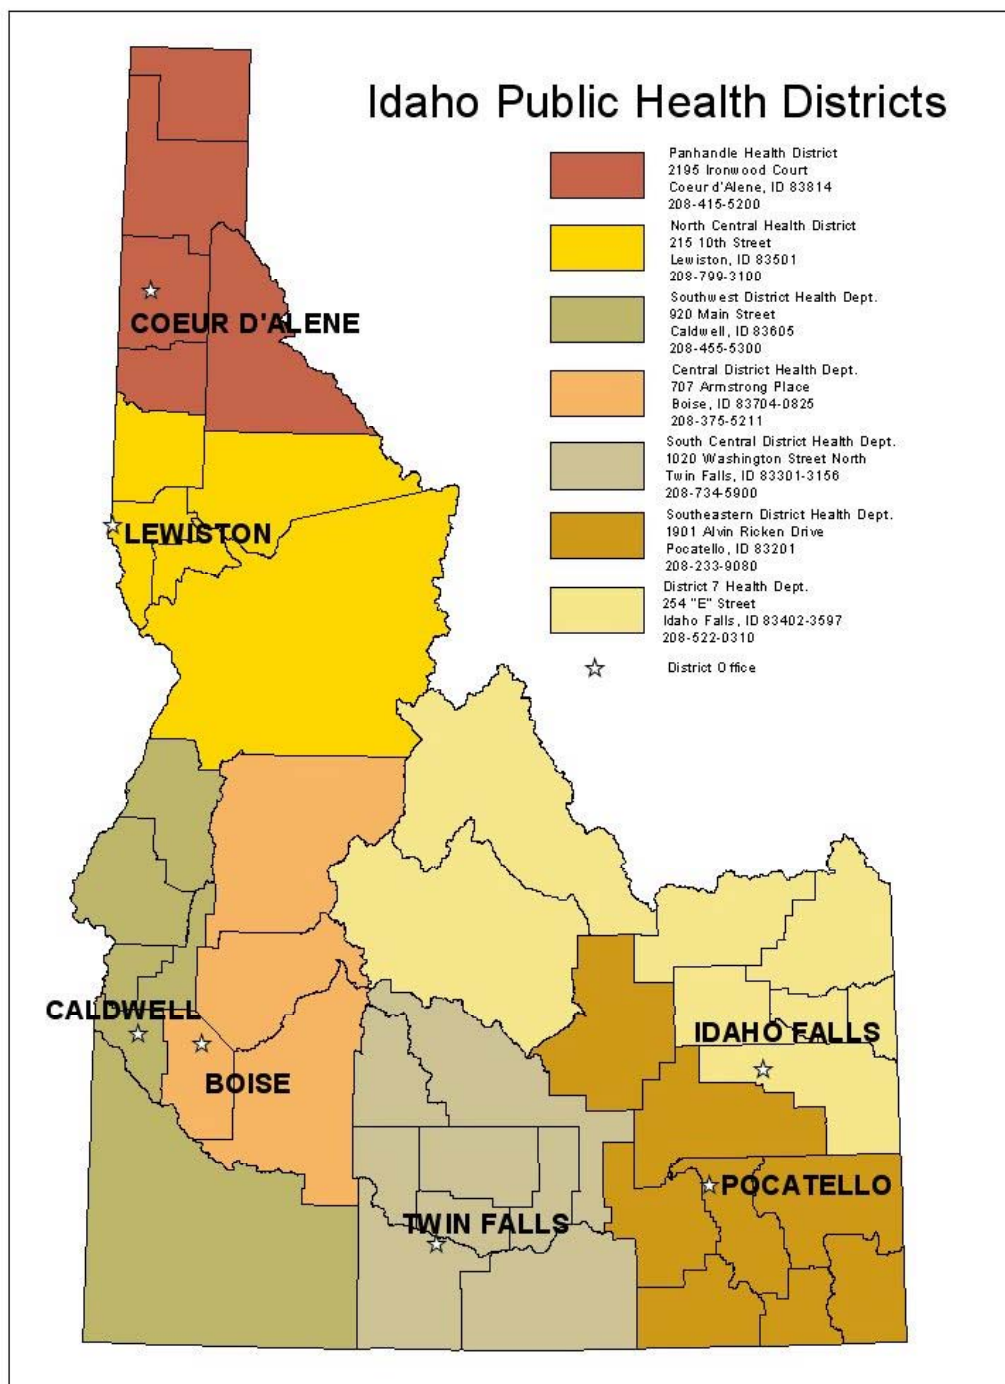 Idaho Public Health Districts
Panhandle Health District
2195 Ironwood Court
Coeur d'Alene, ID 83814
208-415-5200
North Central Health District
215 10th Street
Lewiston, ID 83501
208-799-3100
Southwest District Health Dept.
920 Main Street
Caldwell, ID 83605
208-455-5300
Central District Health Dept.
707 Armstrong Place
Boise, ID 83704-0825
208-375-5211
South Central District Health Dept.
1020 Washington Street North
Twin Falls, ID 83301-3156
208-734-5900
Southeastern District Health Dept.
1901 Alvin Ricken Drive
Pocatello, ID 83201
208-233-9080
District 7 Health Dept.
254 "E" Street
Idaho Falls, ID 83402-3597
208-522-0310
District Office
COEUR D'ALENE
LEWISTON
CALDWELL
IDAHO FALLS
BOISE
POCATELLO
TWIN FALLS